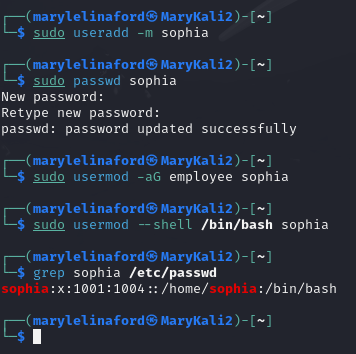 ┌──(marylelinaford㉿MaryKali2)-[~]
└─$ sudo useradd -m sophia
┌──(marylelinaford㉿MaryKali2)-[~]
└─$ sudo passwd sophia
New password:
Retype new password:
passwd: password updated successfully
┌──(marylelinaford㉿MaryKali2)-[~]
└─$ sudo usermod -aG employee sophia
┌──(marylelinaford㉿MaryKali2)-[~]
└─$ sudo usermod --shell /bin/bash sophia
┌──(marylelinaford㉿MaryKali2)-[~]
└─$ grep sophia /etc/passwd
sophia:x:1001:1004::/home/sophia:/bin/bash
┌──(marylelinaford㉿MaryKali2)-[~]
└─$